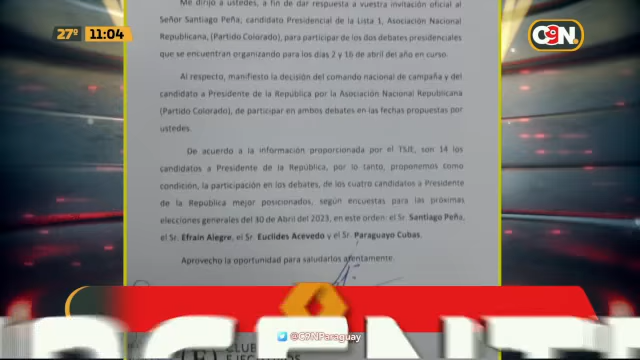 27° 11:04
C9N
Me dirijo a ustedes, a fin de dar respuesta a vuestra invitación oficial al
Señor Santiago Peña, candidato Presidencial de la Lista 1, Asociación Nacional
Republicana, (Partido Colorado), para participar de los dos debates presidenciales
que se encuentran organizando para los días 2 y 16 de abril del año en curso.
Al respecto, manifiesto la decisión del comando nacional de campaña y del
candidato a Presidente de la República por la Asociación Nacional Republicana
(Partido Colorado), de participar en ambos debates en las fechas propuestas por
ustedes.
De acuerdo a la información proporcionada por el TSJE, son 14 los
candidatos a Presidente de la República, por lo tanto, proponemos como
condición, la participación en los debates, de los cuatro candidatos a Presidente
de la República mejor posicionados, según encuestas para las próximas
elecciones generales del 30 de Abril del 2023, en este orden: el Sr. Santiago Peña,
el Sr. Efraín Alegre, el Sr. Euclides Acevedo y el Sr. Paraguayo Cubas.
Aprovecho la oportunidad para saludarlos atentamente.
@C9NParaguay
CLUB